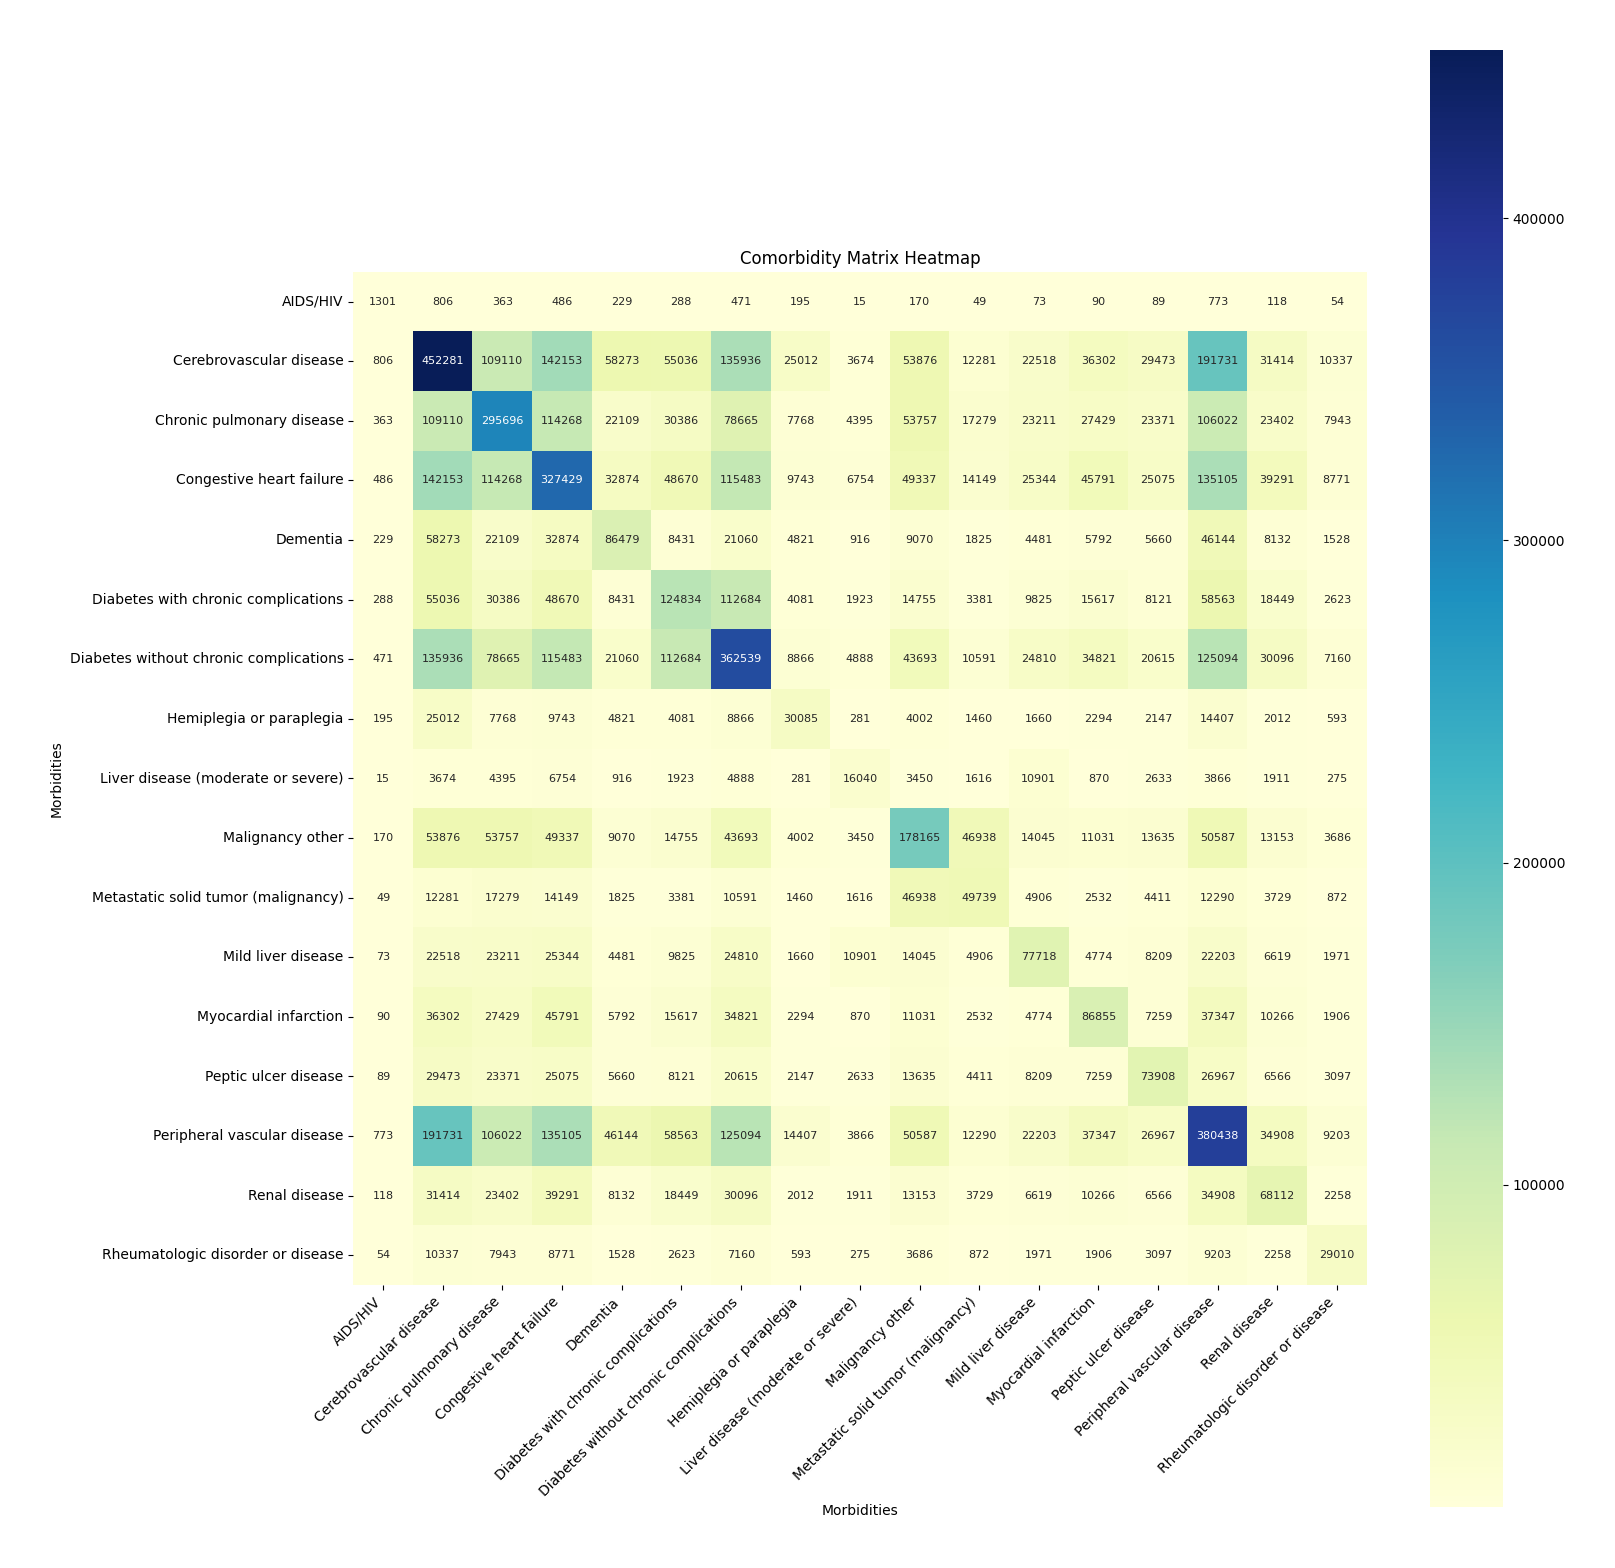 Comorbidity Matrix Heatmap
AIDS/HIV 1301 806 363 486 229 288 471 195 15 170 49 73 90 89 773 118 54
Cerebrovascular disease 806 452281 109110 142153 58273 55036 135936 25012 3674 53876 12281 22518 36302 29473 191731 31414 10337
Chronic pulmonary disease 363 109110 295696 114268 22109 30386 78665 7768 4395 53757 17279 23211 27429 23371 106022 23402 7943
Congestive heart failure 486 142153 114268 327429 32874 48670 115483 9743 6754 49337 14149 25344 45791 25075 135105 39291 8771
Dementia 229 58273 22109 32874 86479 8431 21060 4821 916 9070 1825 4481 5792 5660 46144 8132 1528
Diabetes with chronic complications 288 55036 30386 48670 8431 124834 112684 4081 1923 14755 3381 9825 15617 8121 58563 18449 2623
Diabetes without chronic complications 471 135936 78665 115483 21060 112684 362539 8866 4888 43693 10591 24810 34821 20615 125094 30096 7160
Hemiplegia or paraplegia 195 25012 7768 9743 4821 4081 8866 30085 281 4002 1460 1660 2294 2147 14407 2012 593
Liver disease (moderate or severe) 15 3674 4395 6754 916 1923 4888 281 16040 3450 1616 10901 870 2633 3866 1911 275
Malignancy other 170 53876 53757 49337 9070 14755 43693 4002 3450 178165 46938 14045 11031 13635 50587 13153 3686
Metastatic solid tumor (malignancy) 49 12281 17279 14149 1825 3381 10591 1460 1616 46938 49739 4906 2532 4411 12290 3729 872
Mild liver disease 73 22518 23211 25344 4481 9825 24810 1660 10901 14045 4906 77718 4774 8209 22203 6619 1971
Myocardial infarction 90 36302 27429 45791 5792 15617 34821 2294 870 11031 2532 4774 86855 7259 37347 10266 1906
Peptic ulcer disease 89 29473 23371 25075 5660 8121 20615 2147 2633 13635 4411 8209 7259 73908 26967 6566 3097
Peripheral vascular disease 773 191731 106022 135105 46144 58563 125094 14407 3866 50587 12290 22203 37347 26967 380438 34908 9203
Renal disease 118 31414 23402 39291 8132 18449 30096 2012 1911 13153 3729 6619 10266 6566 34908 68112 2258
Rheumatologic disorder or disease 54 10337 7943 8771 1528 2623 7160 593 275 3686 872 1971 1906 3097 9203 2258 29010
Morbidities
AIDS/HIV
Cerebrovascular disease
Chronic pulmonary disease
Congestive heart failure
Dementia
Diabetes with chronic complications
Diabetes without chronic complications
Hemiplegia or paraplegia
Liver disease (moderate or severe)
Malignancy other
Metastatic solid tumor (malignancy)
Mild liver disease
Myocardial infarction
Peptic ulcer disease
Peripheral vascular disease
Renal disease
Rheumatologic disorder or disease
Morbidities
400000
300000
200000
100000